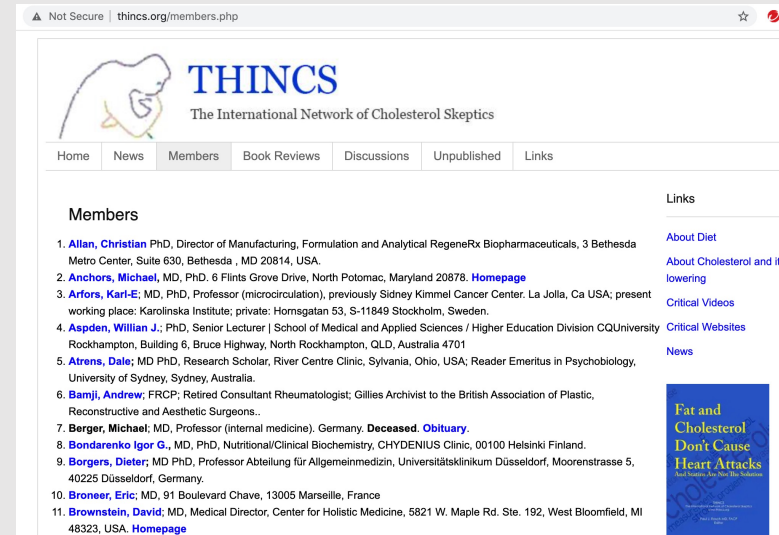 Not Secure | thincs.org/members.php
THINCS
The International Network of Cholesterol Skeptics
Home News Members Book Reviews Discussions Unpublished Links
Members
1. Allan, Christian PhD, Director of Manufacturing, Formulation and Analytical RegeneRx Biopharmaceuticals, 3 Bethesda
Metro Center, Suite 630, Bethesda , MD 20814, USA.
2. Anchors, Michael, MD, PhD. 6 Flints Grove Drive, North Potomac, Maryland 20878. Homepage
3. Arfors, Karl-E; MD, PhD, Professor (microcirculation), previously Sidney Kimmel Cancer Center. La Jolla, Ca USA; present
working place: Karolinska Institute; private: Hornsgatan 53, S-11849 Stockholm, Sweden.
4. Aspden, Willian J.; PhD, Senior Lecturer | School of Medical and Applied Sciences / Higher Education Division CQUniversity
Rockhampton, Building 6, Bruce Highway, North Rockhampton, QLD, Australia 4701
5. Atrens, Dale; MD PhD, Research Scholar, River Centre Clinic, Sylvania, Ohio, USA; Reader Emeritus in Psychobiology,
University of Sydney, Sydney, Australia.
6. Bamji, Andrew; FRCP; Retired Consultant Rheumatologist; Gillies Archivist to the British Association of Plastic,
Reconstructive and Aesthetic Surgeons..
7. Berger, Michael; MD, Professor (internal medicine). Germany. Deceased. Obituary.
8. Bondarenko Igor G., MD, PhD, Nutritional/Clinical Biochemistry, CHYDENIUS Clinic, 00100 Helsinki Finland.
9. Borgers, Dieter; MD PhD, Professor Abteilung für Allgemeinmedizin, Universitätsklinikum Düsseldorf, Moorenstrasse 5,
40225 Düsseldorf, Germany.
10. Broneer, Eric; MD, 91 Boulevard Chave, 13005 Marseille, France
11. Brownstein, David; MD, Medical Director, Center for Holistic Medicine, 5821 W. Maple Rd. Ste. 192, West Bloomfield, MI
48323, USA. Homepage
Links
About Diet
About Cholesterol and it
lowering
Critical Videos
Critical Websites
News
Fat and
Cholesterol
Don't Cause
Heart Attacks
And Statins Are Not The Solution